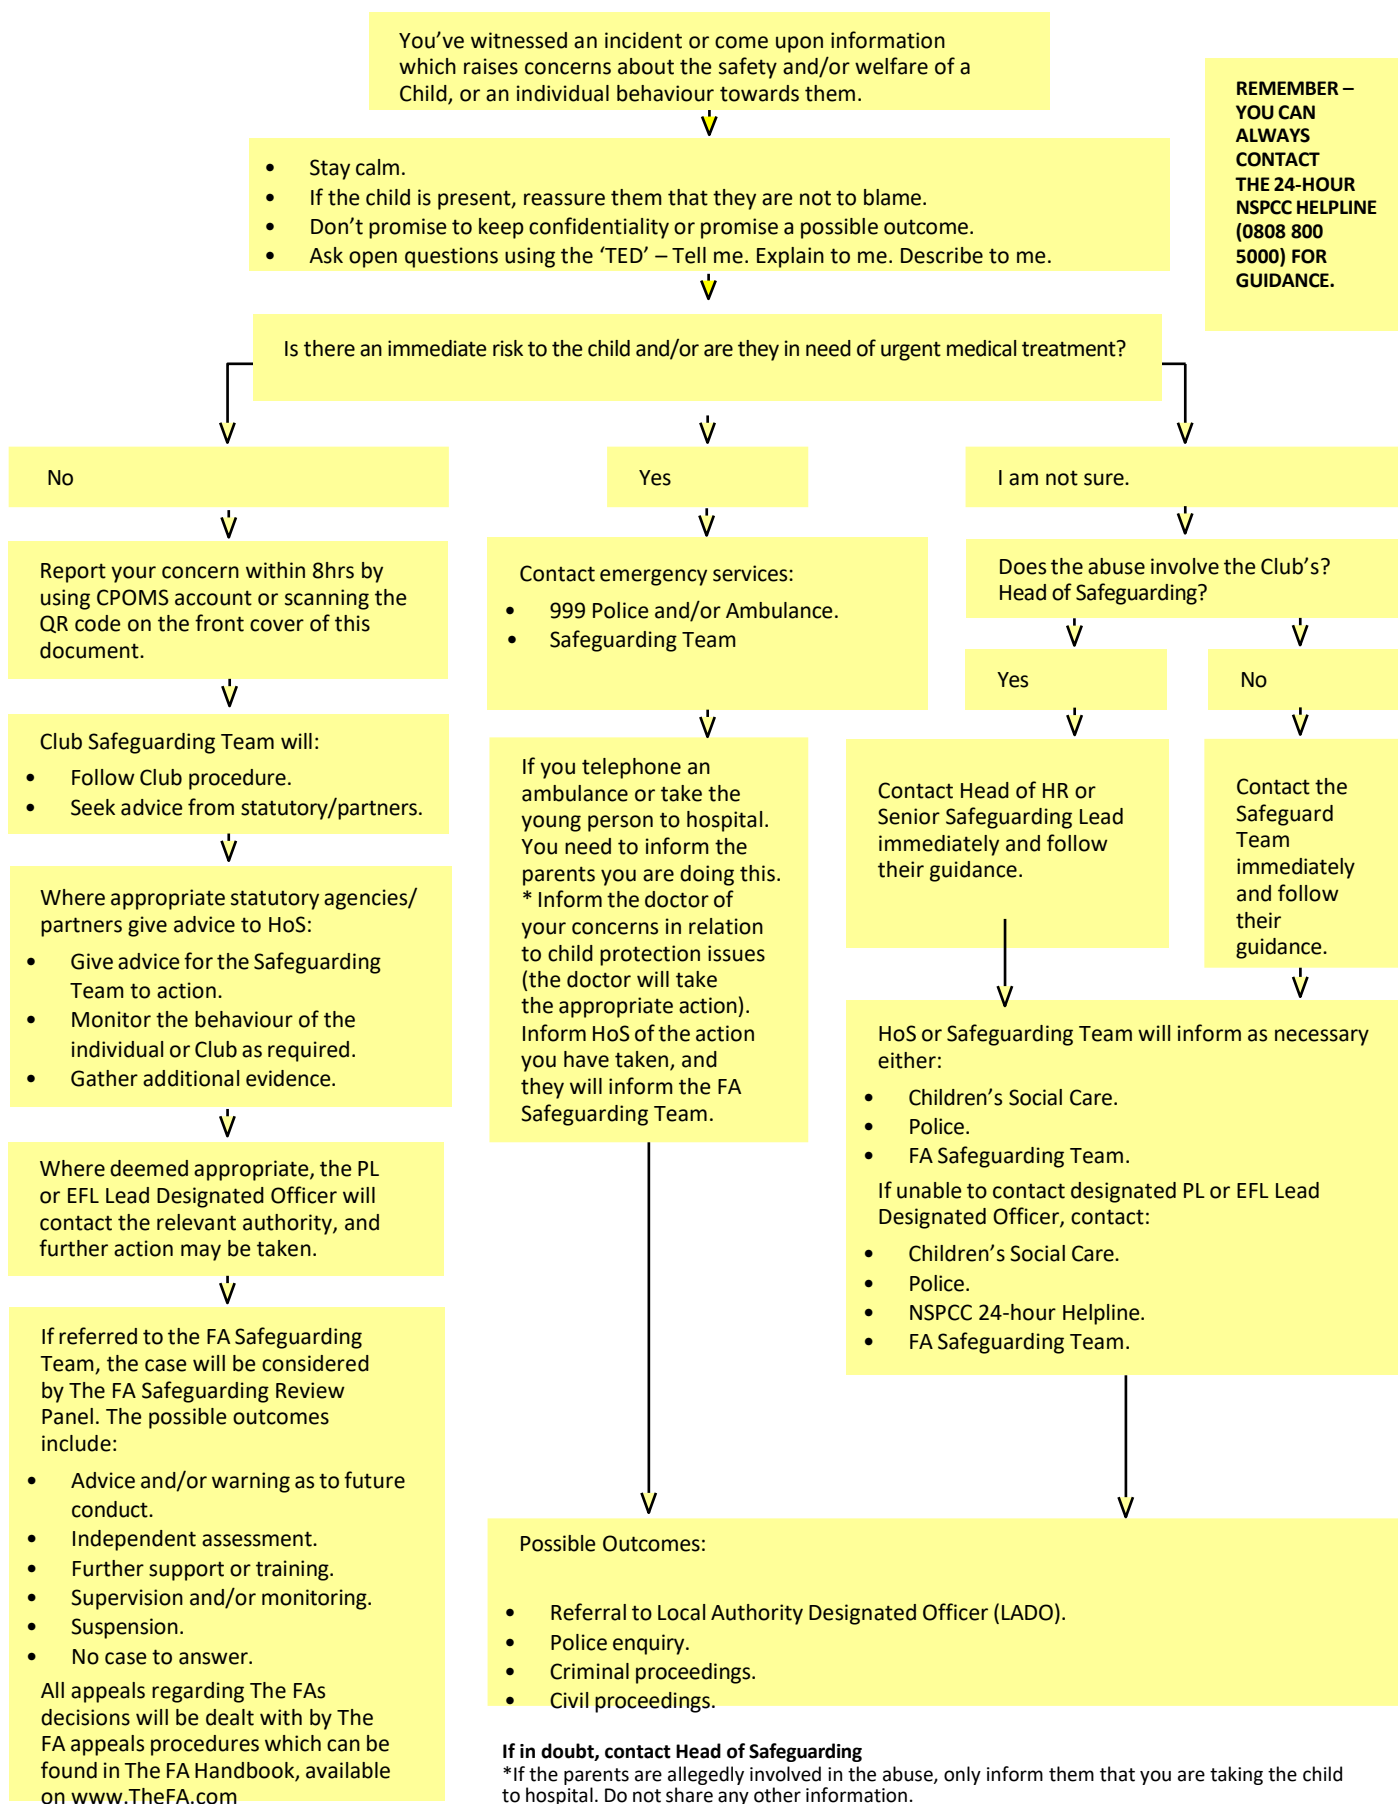 You’ve witnessed an incident or come upon information
which raises concerns about the safety and/or welfare of a
Child, or an individual behaviour towards them.
REMEMBER –
YOU CAN
ALWAYS
CONTACT
THE 24-HOUR
NSPCC HELPLINE
(0808 800
5000) FOR
GUIDANCE.
• Stay calm.
• If the child is present, reassure them that they are not to blame.
• Don’t promise to keep confidentiality or promise a possible outcome.
• Ask open questions using the ‘TED’ – Tell me. Explain to me. Describe to me.
Is there an immediate risk to the child and/or are they in need of urgent medical treatment?
No
Report your concern within 8hrs by
using CPOMS account or scanning the
QR code on the front cover of this
document.
Club Safeguarding Team will:
• Follow Club procedure.
• Seek advice from statutory/partners.
Where appropriate statutory agencies/
partners give advice to HoS:
• Give advice for the Safeguarding
Team to action.
• Monitor the behaviour of the
individual or Club as required.
• Gather additional evidence.
Where deemed appropriate, the PL
or EFL Lead Designated Officer will
contact the relevant authority, and
further action may be taken.
If referred to the FA Safeguarding
Team, the case will be considered
by The FA Safeguarding Review
Panel. The possible outcomes
include:
• Advice and/or warning as to future
conduct.
• Independent assessment.
• Further support or training.
• Supervision and/or monitoring.
• Suspension.
• No case to answer.
All appeals regarding The FAs
decisions will be dealt with by The
FA appeals procedures which can be
found in The FA Handbook, available
on www.TheFA.com
Yes
Contact emergency services:
• 999 Police and/or Ambulance.
• Safeguarding Team
If you telephone an
ambulance or take the
young person to hospital.
You need to inform the
parents you are doing this.
* Inform the doctor of
your concerns in relation
to child protection issues
(the doctor will take
the appropriate action).
Inform HoS of the action
you have taken, and
they will inform the FA
Safeguarding Team.
I am not sure.
Does the abuse involve the Club’s?
Head of Safeguarding?
Yes
Contact Head of HR or
Senior Safeguarding Lead
immediately and follow
their guidance.
No
Contact the
Safeguard
Team
immediately
and follow
their
guidance.
HoS or Safeguarding Team will inform as necessary
either:
• Children’s Social Care.
• Police.
• FA Safeguarding Team.
If unable to contact designated PL or EFL Lead
Designated Officer, contact:
• Children’s Social Care.
• Police.
• NSPCC 24-hour Helpline.
• FA Safeguarding Team.
Possible Outcomes:
• Referral to Local Authority Designated Officer (LADO).
• Police enquiry.
• Criminal proceedings.
• Civil proceedings.
If in doubt, contact Head of Safeguarding
*If the parents are allegedly involved in the abuse, only inform them that you are taking the child
to hospital. Do not share any other information.